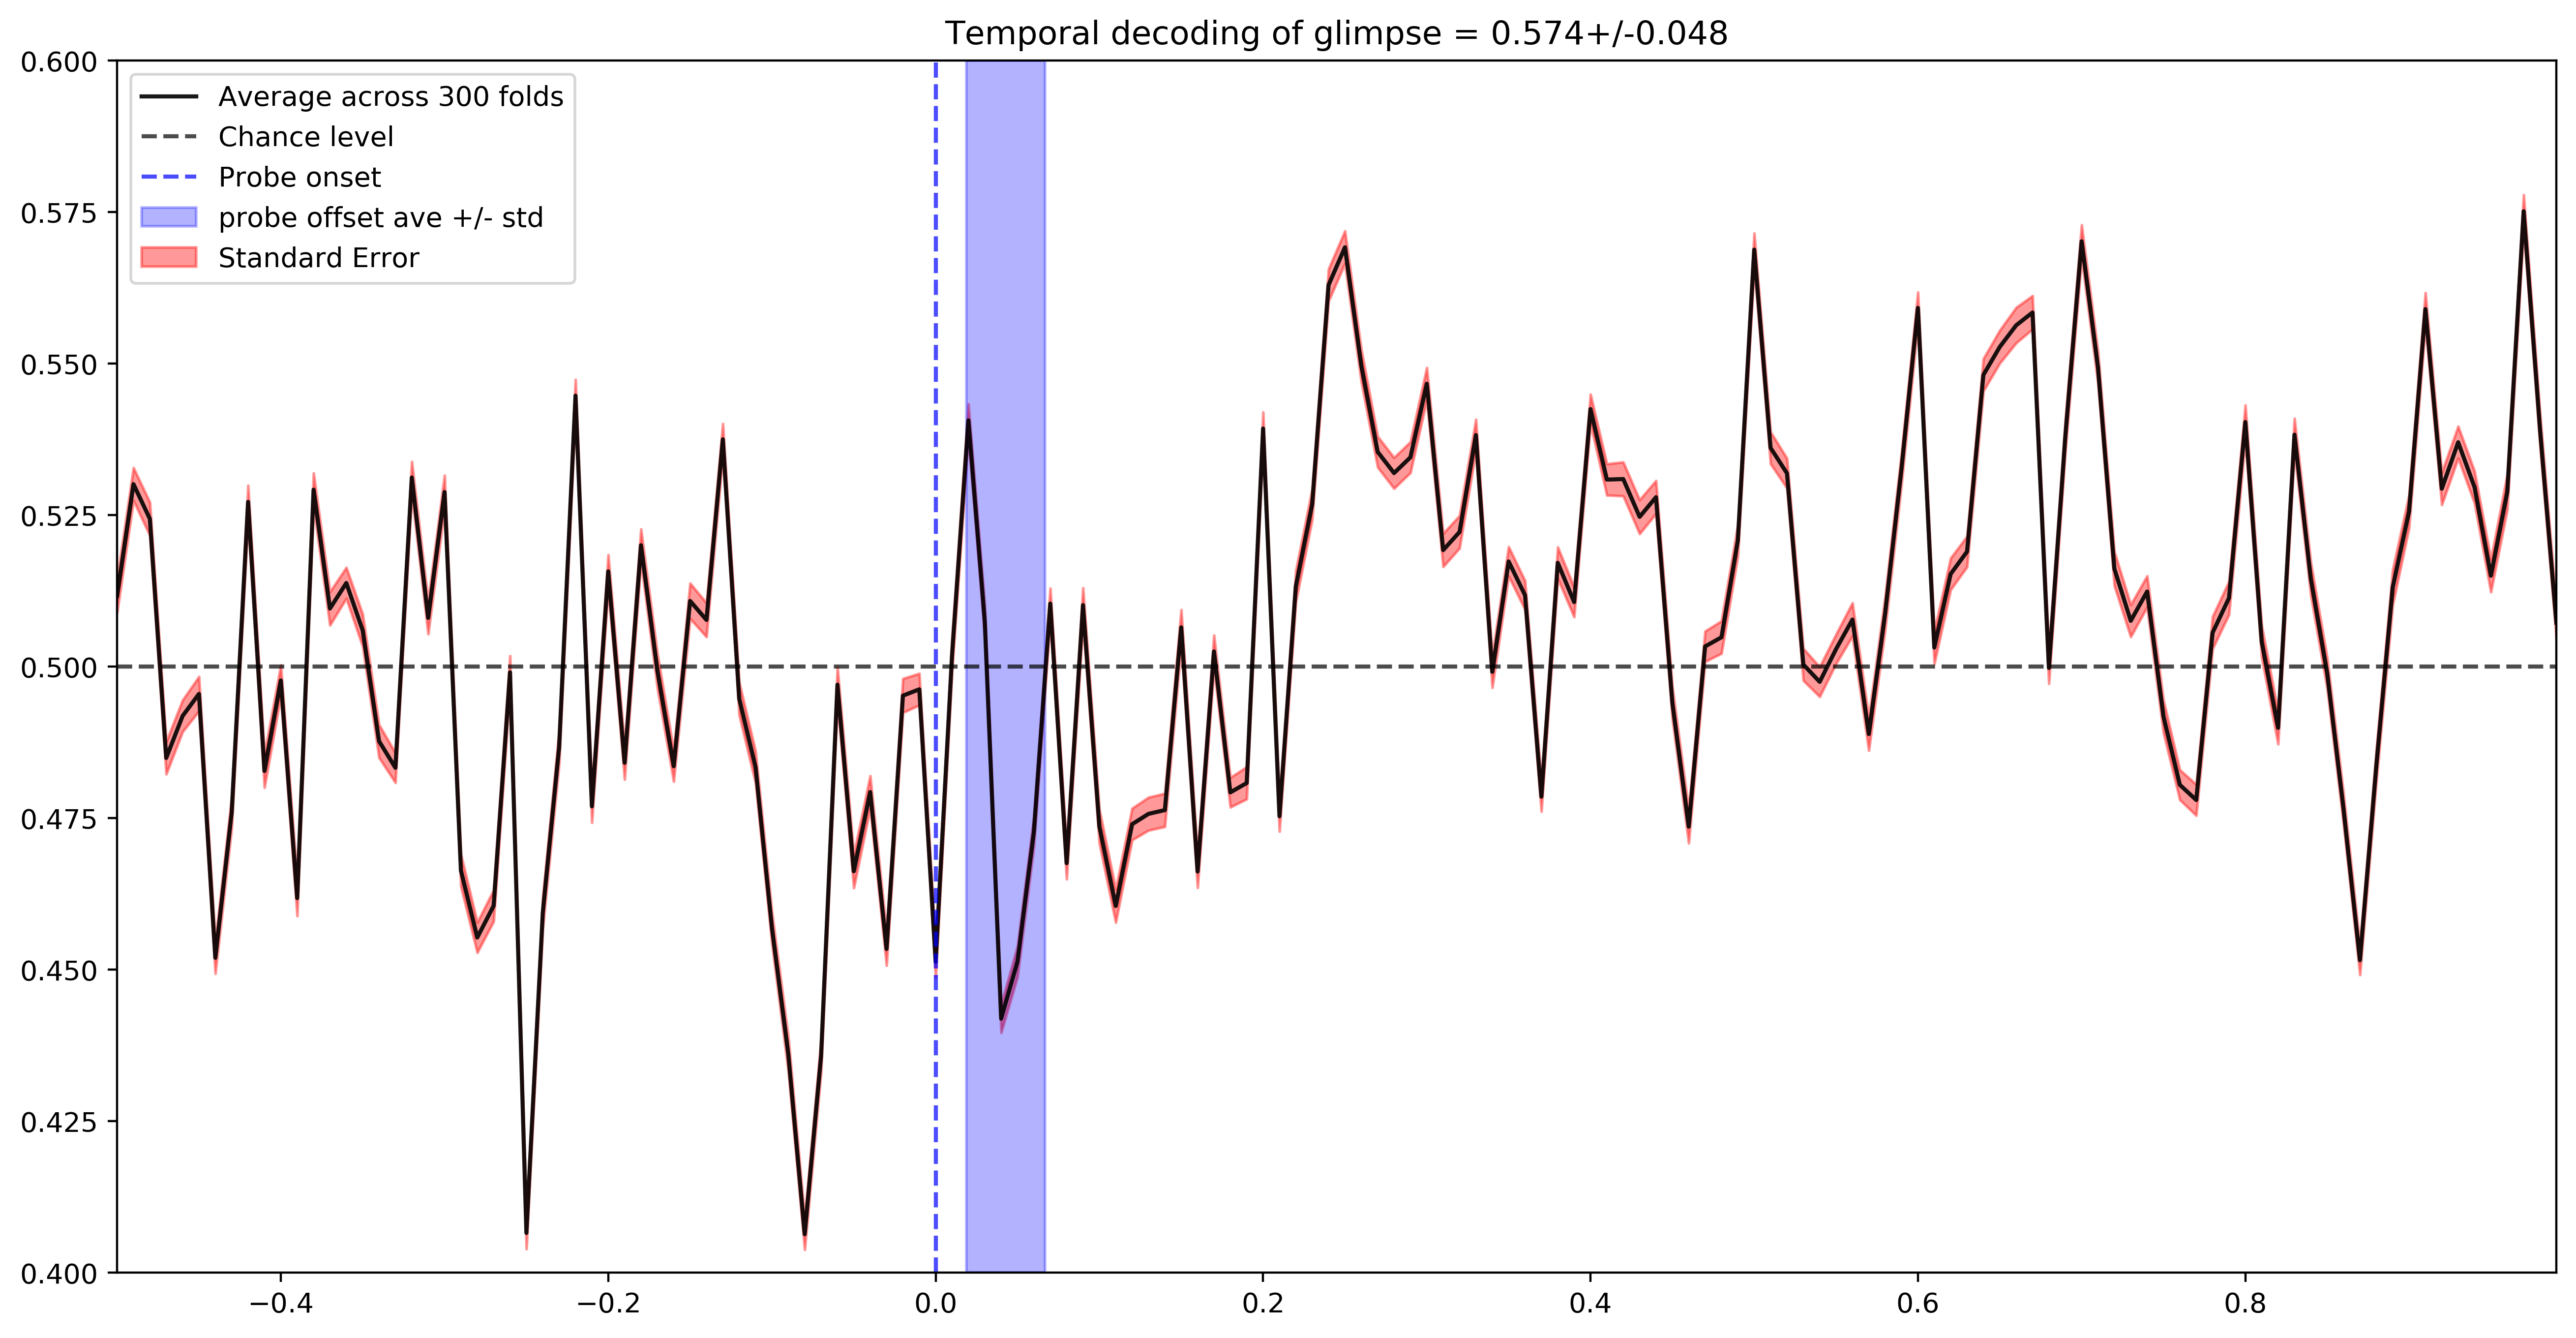 Temporal decoding of glimpse = 0.574+/-0.048
0.600
0.575
0.550
0.525
0.500
0.475
0.450
0.425
0.400
Average across 300 folds
Chance level
Probe onset
probe offset ave +/- std
Standard Error
−0.4
−0.2
0.0
0.2
0.4
0.6
0.8